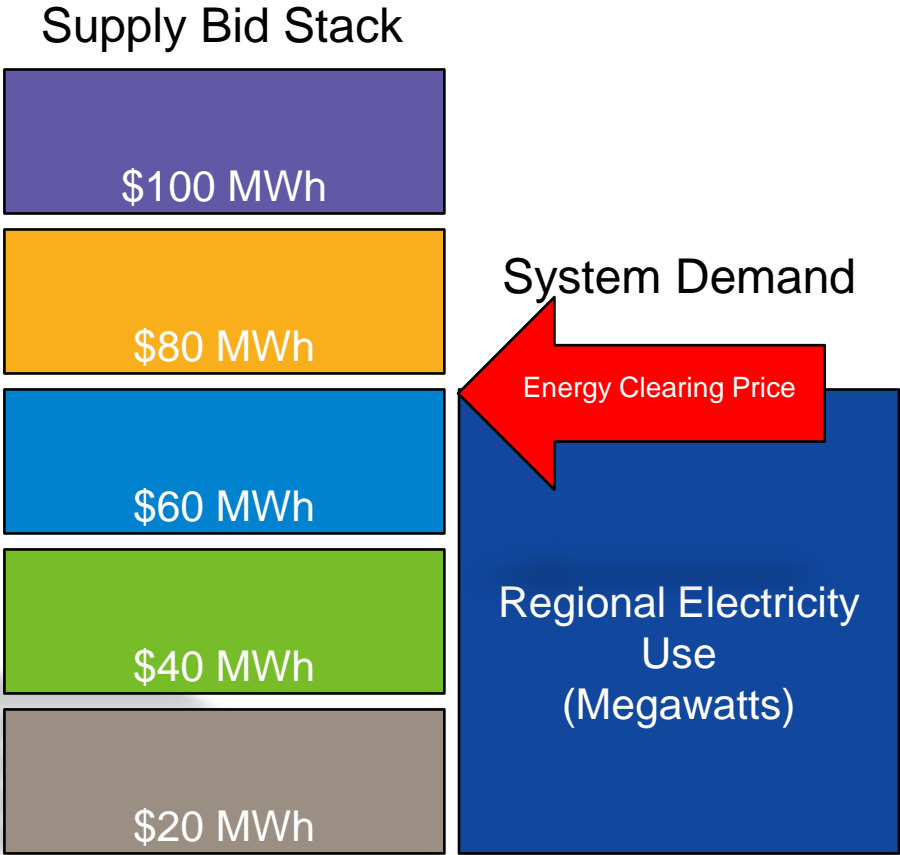 Supply Bid Stack
$100 MWh
$80 MWh
$60 MWh
$40 MWh
$20 MWh
System Demand
Energy Clearing Price
Regional Electricity
Use
(Megawatts)